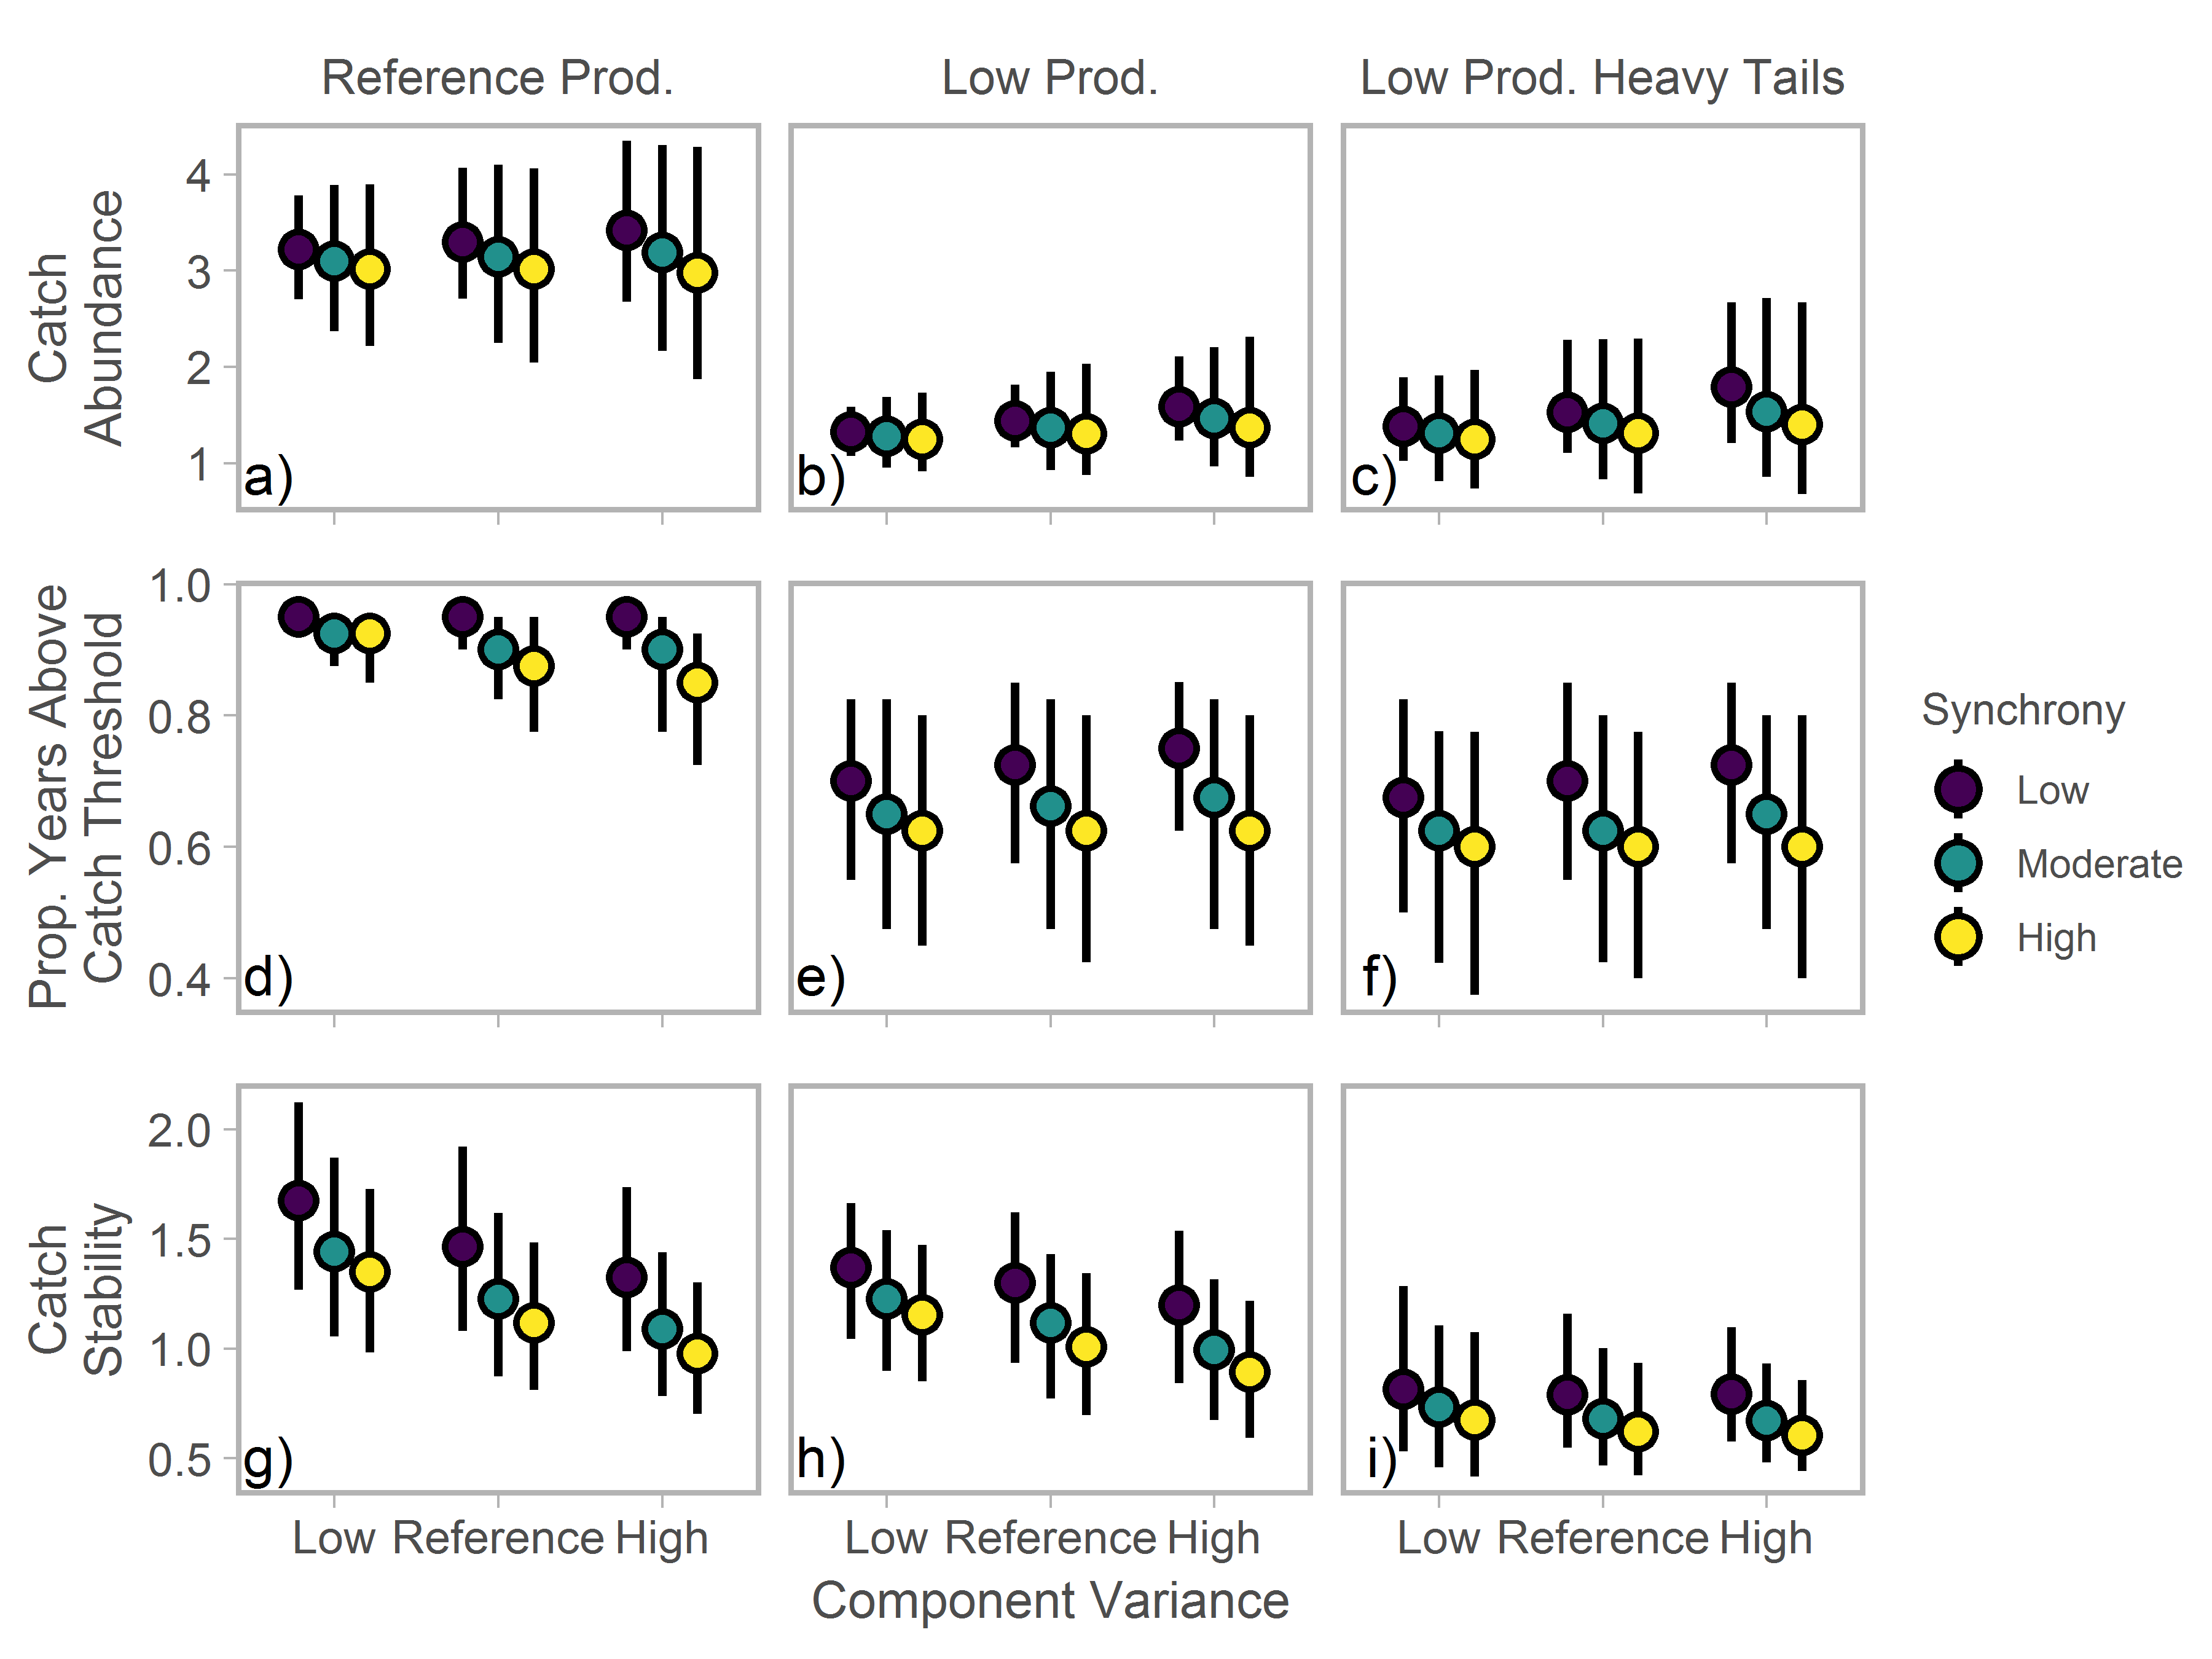 Reference Prod.
Low Prod.
Low Prod. Heavy Tails
Catch
Abundance
4
3
2
1
a)
b)
c)
Prop. Years Above
Catch Threshold
1.0
0.8
0.6
0.4
d)
e)
f)
Synchrony
Low
Moderate
High
Catch
Stability
2.0
1.5
1.0
0.5
g)
h)
i)
Low Reference High
Low Reference High
Low Reference High
Component Variance